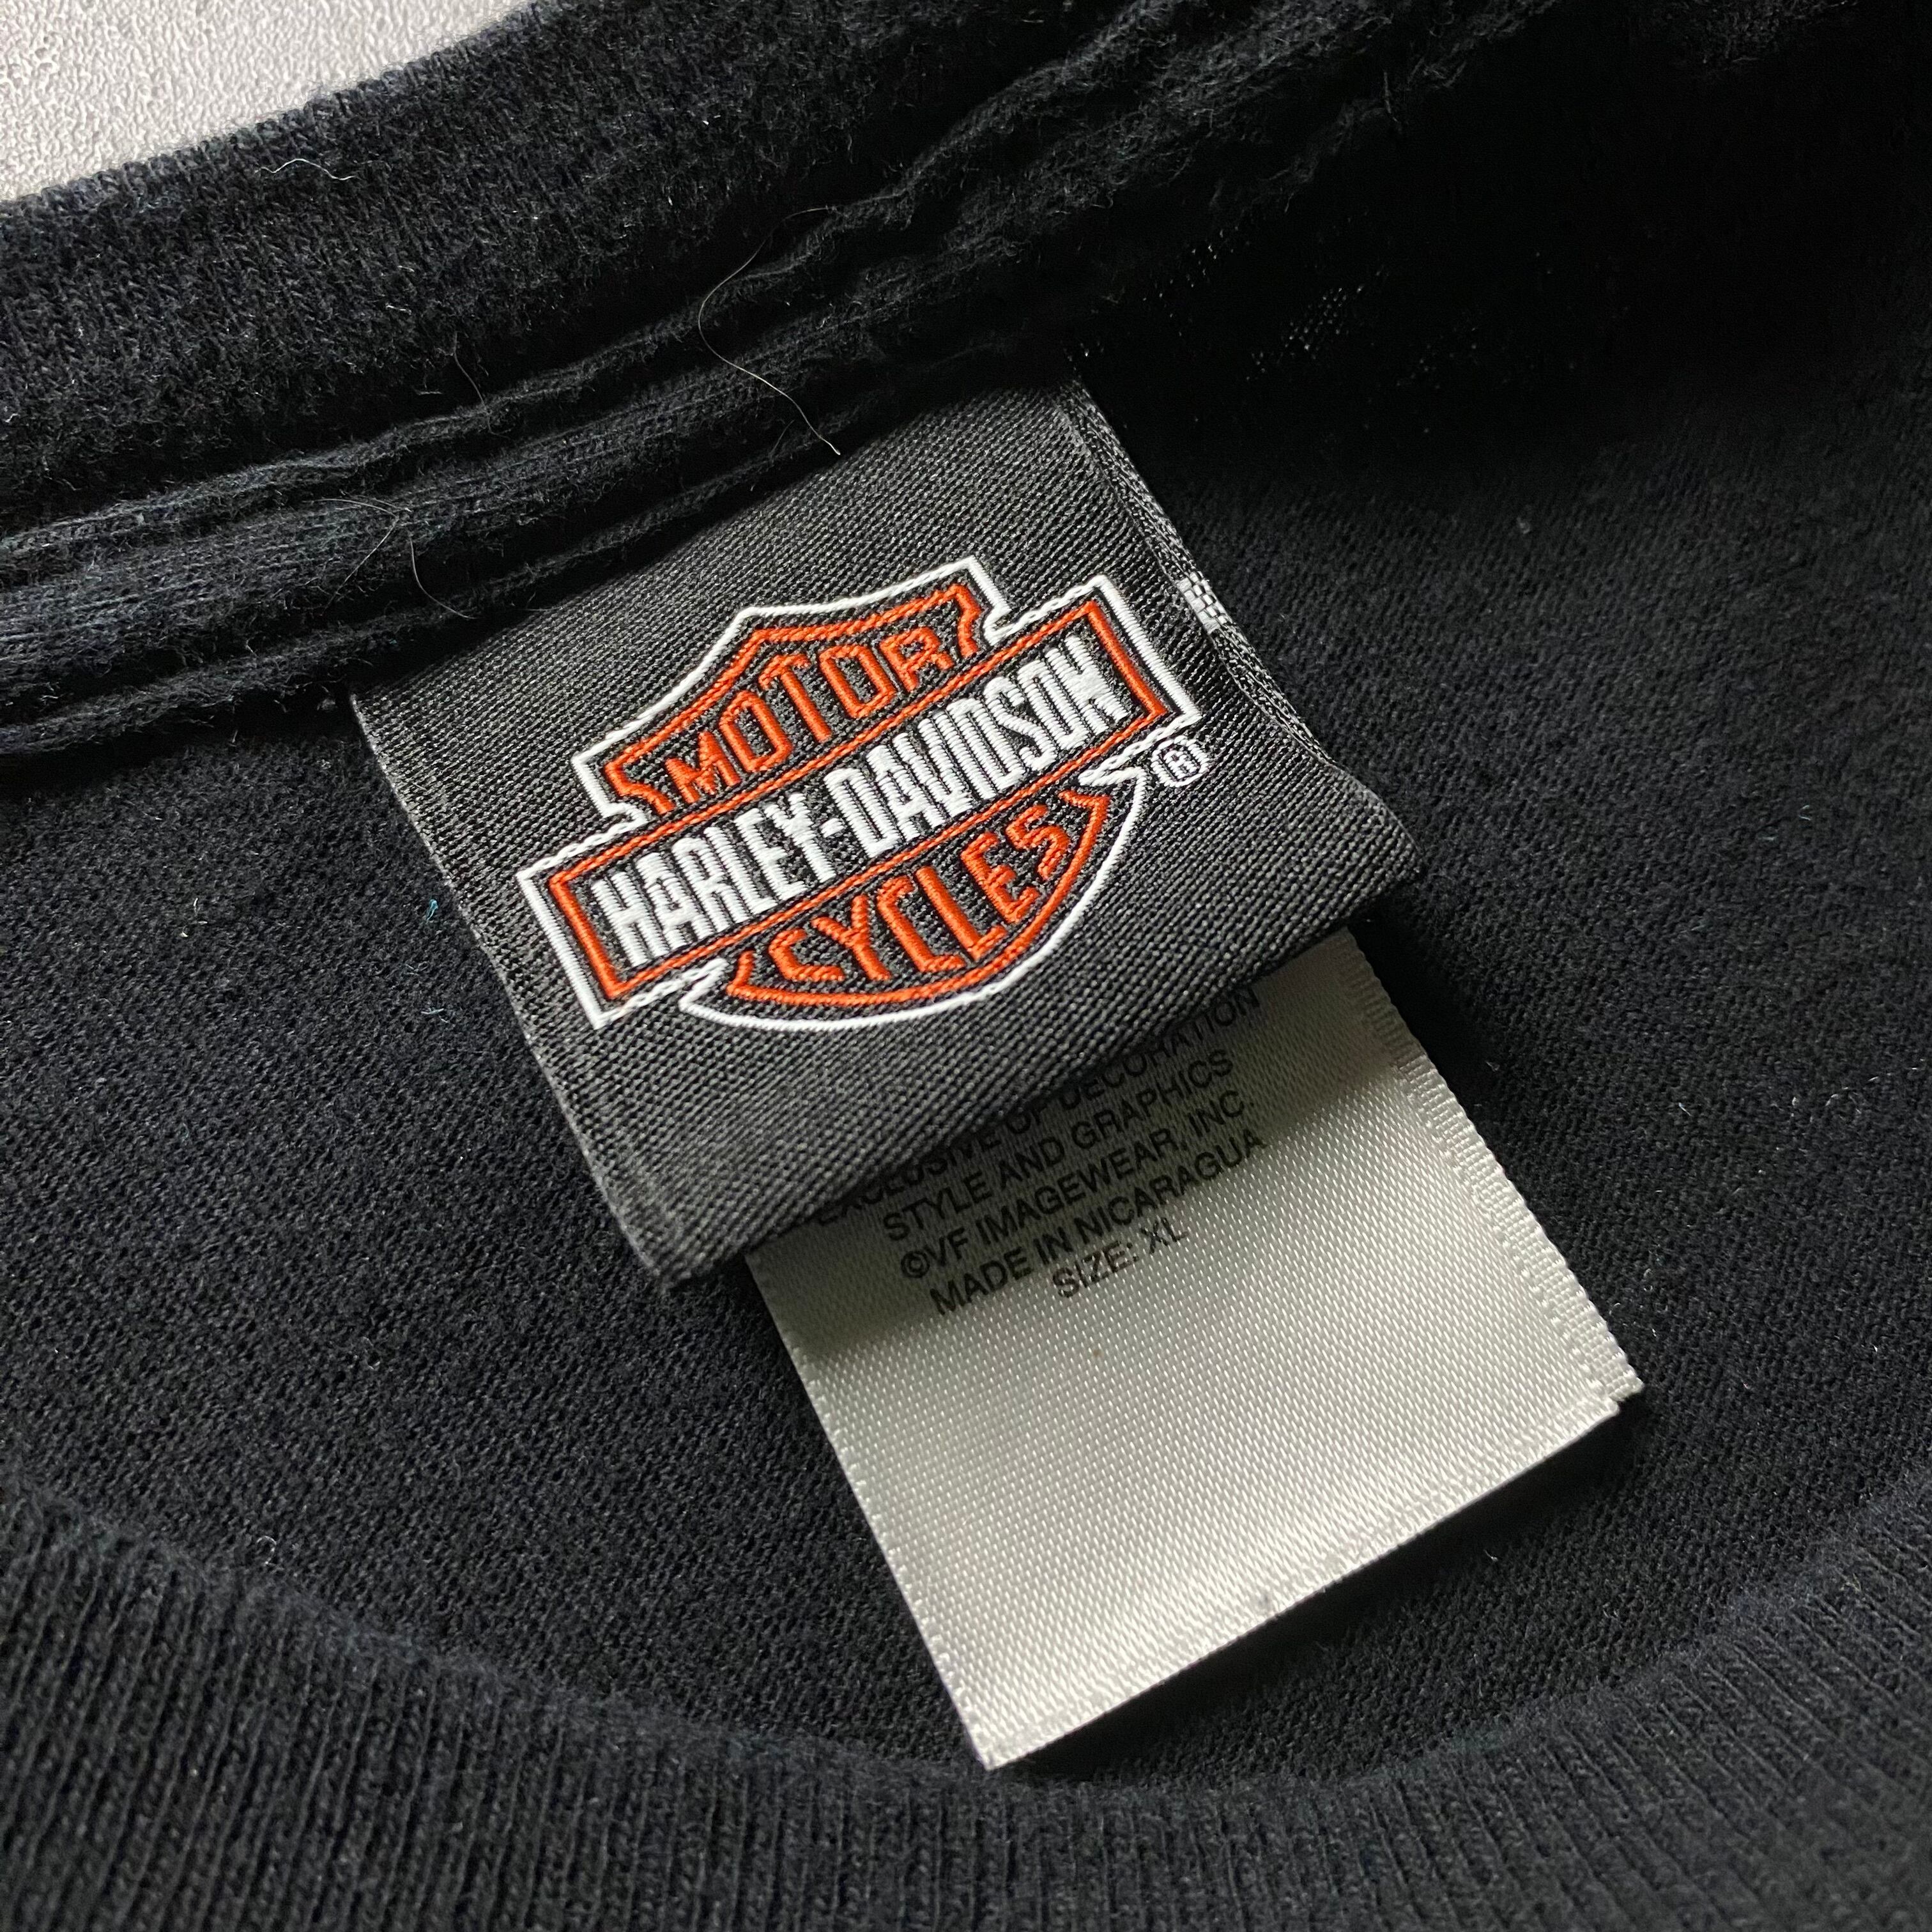 MOTOR
HARLEY-DAVIDSON
CYCLES
®
EXCLUSIVE OF DECORATION
STYLE AND GRAPHICS
©VF IMAGEWEAR, INC.
MADE IN NICARAGUA
SIZE: XL